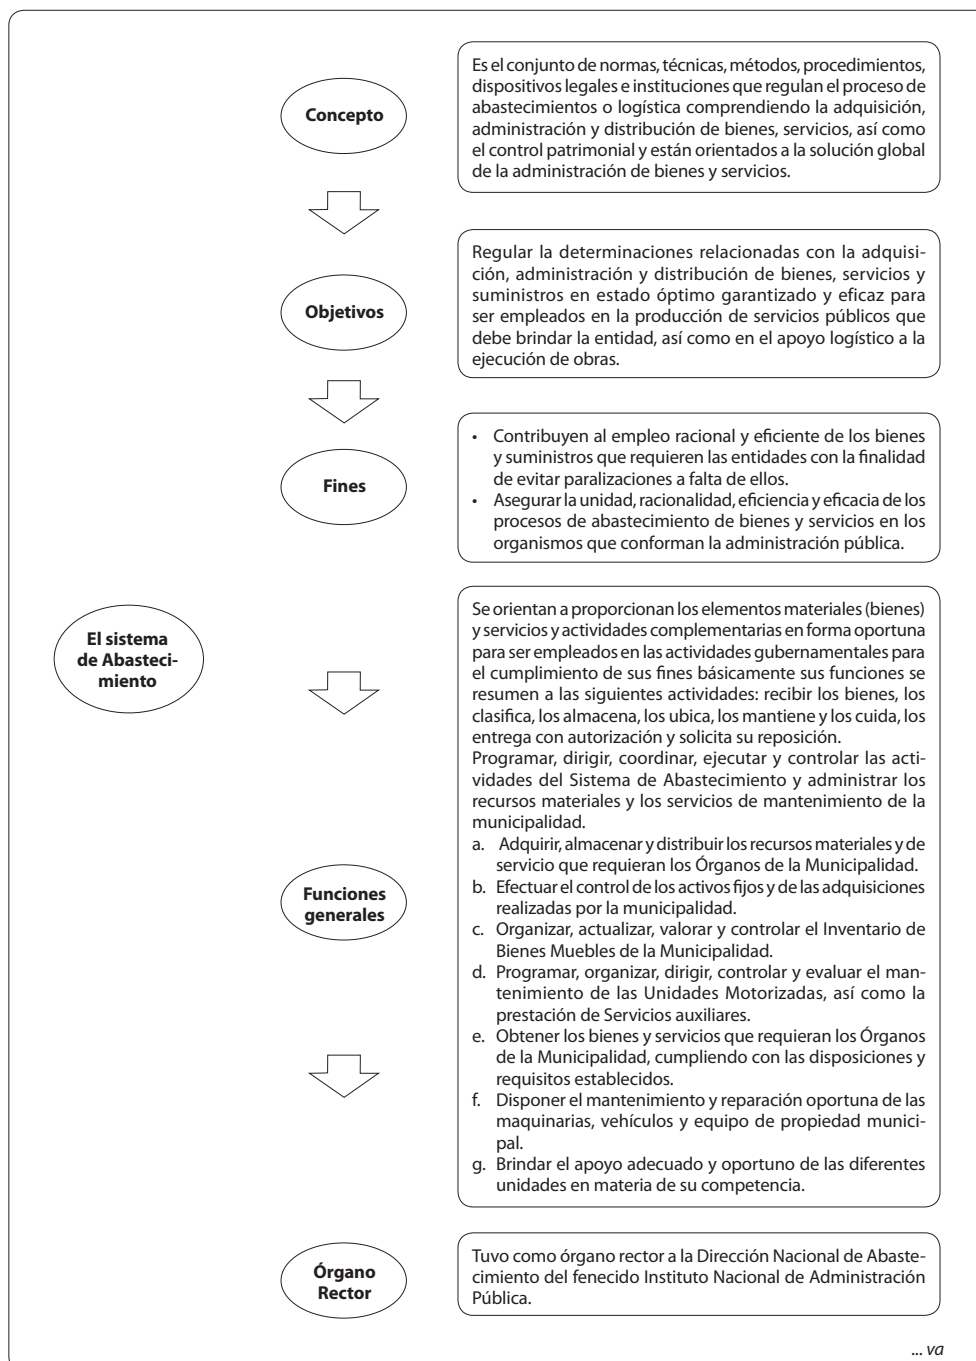 Concepto
Es el conjunto de normas, técnicas, métodos, procedimientos,
dispositivos legales e instituciones que regulan el proceso de
abastecimientos o logística comprendiendo la adquisición,
administración y distribución de bienes, servicios, así como
el control patrimonial y están orientados a la solución global
de la administración de bienes y servicios.
Objetivos
Regular la determinaciones relacionadas con la adquisi-
ción, administración y distribución de bienes, servicios y
suministros en estado óptimo garantizado y eficaz para
ser empleados en la producción de servicios públicos que
debe brindar la entidad, así como en el apoyo logístico a la
ejecución de obras.
Fines
• Contribuyen al empleo racional y eficiente de los bienes
y suministros que requieren las entidades con la finalidad
de evitar paralizaciones a falta de ellos.
• Asegurar la unidad, racionalidad, eficiencia y eficacia de los
procesos de abastecimiento de bienes y servicios en los
organismos que conforman la administración pública.
El sistema
de Abasteci-
miento
Funciones
generales
Se orientan a proporcionan los elementos materiales (bienes)
y servicios y actividades complementarias en forma oportuna
para ser empleados en las actividades gubernamentales para
el cumplimiento de sus fines básicamente sus funciones se
resumen a las siguientes actividades: recibir los bienes, los
clasifica, los almacena, los ubica, los mantiene y los cuida, los
entrega con autorización y solicita su reposición.
Programar, dirigir, coordinar, ejecutar y controlar las acti-
vidades del Sistema de Abastecimiento y administrar los
recursos materiales y los servicios de mantenimiento de la
municipalidad.
a. Adquirir, almacenar y distribuir los recursos materiales y de
servicio que requieran los Órganos de la Municipalidad.
b. Efectuar el control de los activos fijos y de las adquisiciones
realizadas por la municipalidad.
c. Organizar, actualizar, valorar y controlar el Inventario de
Bienes Muebles de la Municipalidad.
d. Programar, organizar, dirigir, controlar y evaluar el man-
tenimiento de las Unidades Motorizadas, así como la
prestación de Servicios auxiliares.
e. Obtener los bienes y servicios que requieran los Órganos
de la Municipalidad, cumpliendo con las disposiciones y
requisitos establecidos.
f. Disponer el mantenimiento y reparación oportuna de las
maquinarias, vehículos y equipo de propiedad munici-
pal.
g. Brindar el apoyo adecuado y oportuno de las diferentes
unidades en materia de su competencia.
Órgano
Rector
Tuvo como órgano rector a la Dirección Nacional de Abaste-
cimiento del fenecido Instituto Nacional de Administración
Pública.
... va